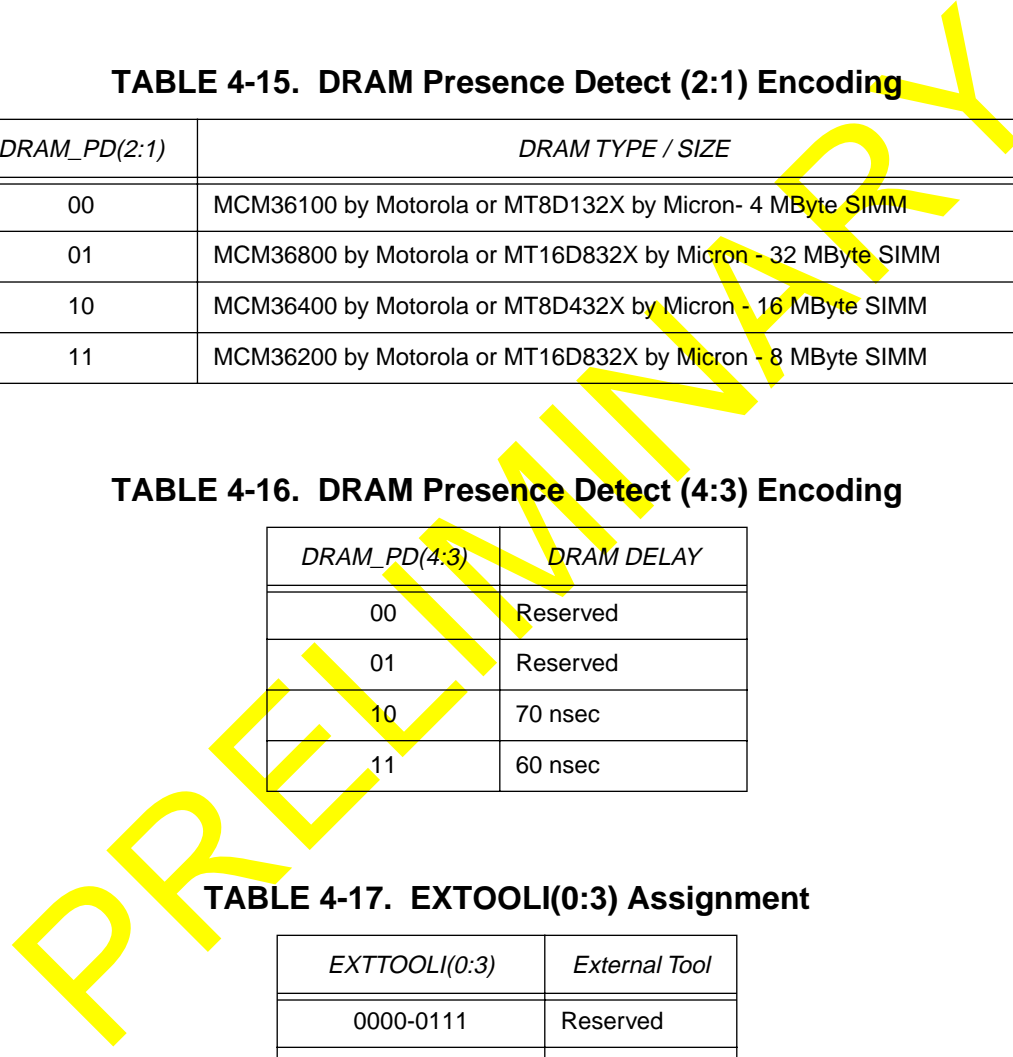 TABLE 4-15. DRAM Presence Detect (2:1) Encoding
DRAM_PD(2:1) DRAM TYPE / SIZE
00 MCM36100 by Motorola or MT8D132X by Micron- 4 MByte SIMM
01 MCM36800 by Motorola or MT16D832X by Micron - 32 MByte SIMM
10 MCM36400 by Motorola or MT8D432X by Micron - 16 MByte SIMM
11 MCM36200 by Motorola or MT16D832X by Micron - 8 MByte SIMM
TABLE 4-16. DRAM Presence Detect (4:3) Encoding
DRAM_PD(4:3) DRAM DELAY
00 Reserved
01 Reserved
10 70 nsec
11 60 nsec
TABLE 4-17. EXTOOLI(0:3) Assignment
EXTTOOLI(0:3) External Tool
0000-0111 Reserved
PRELIMINARY